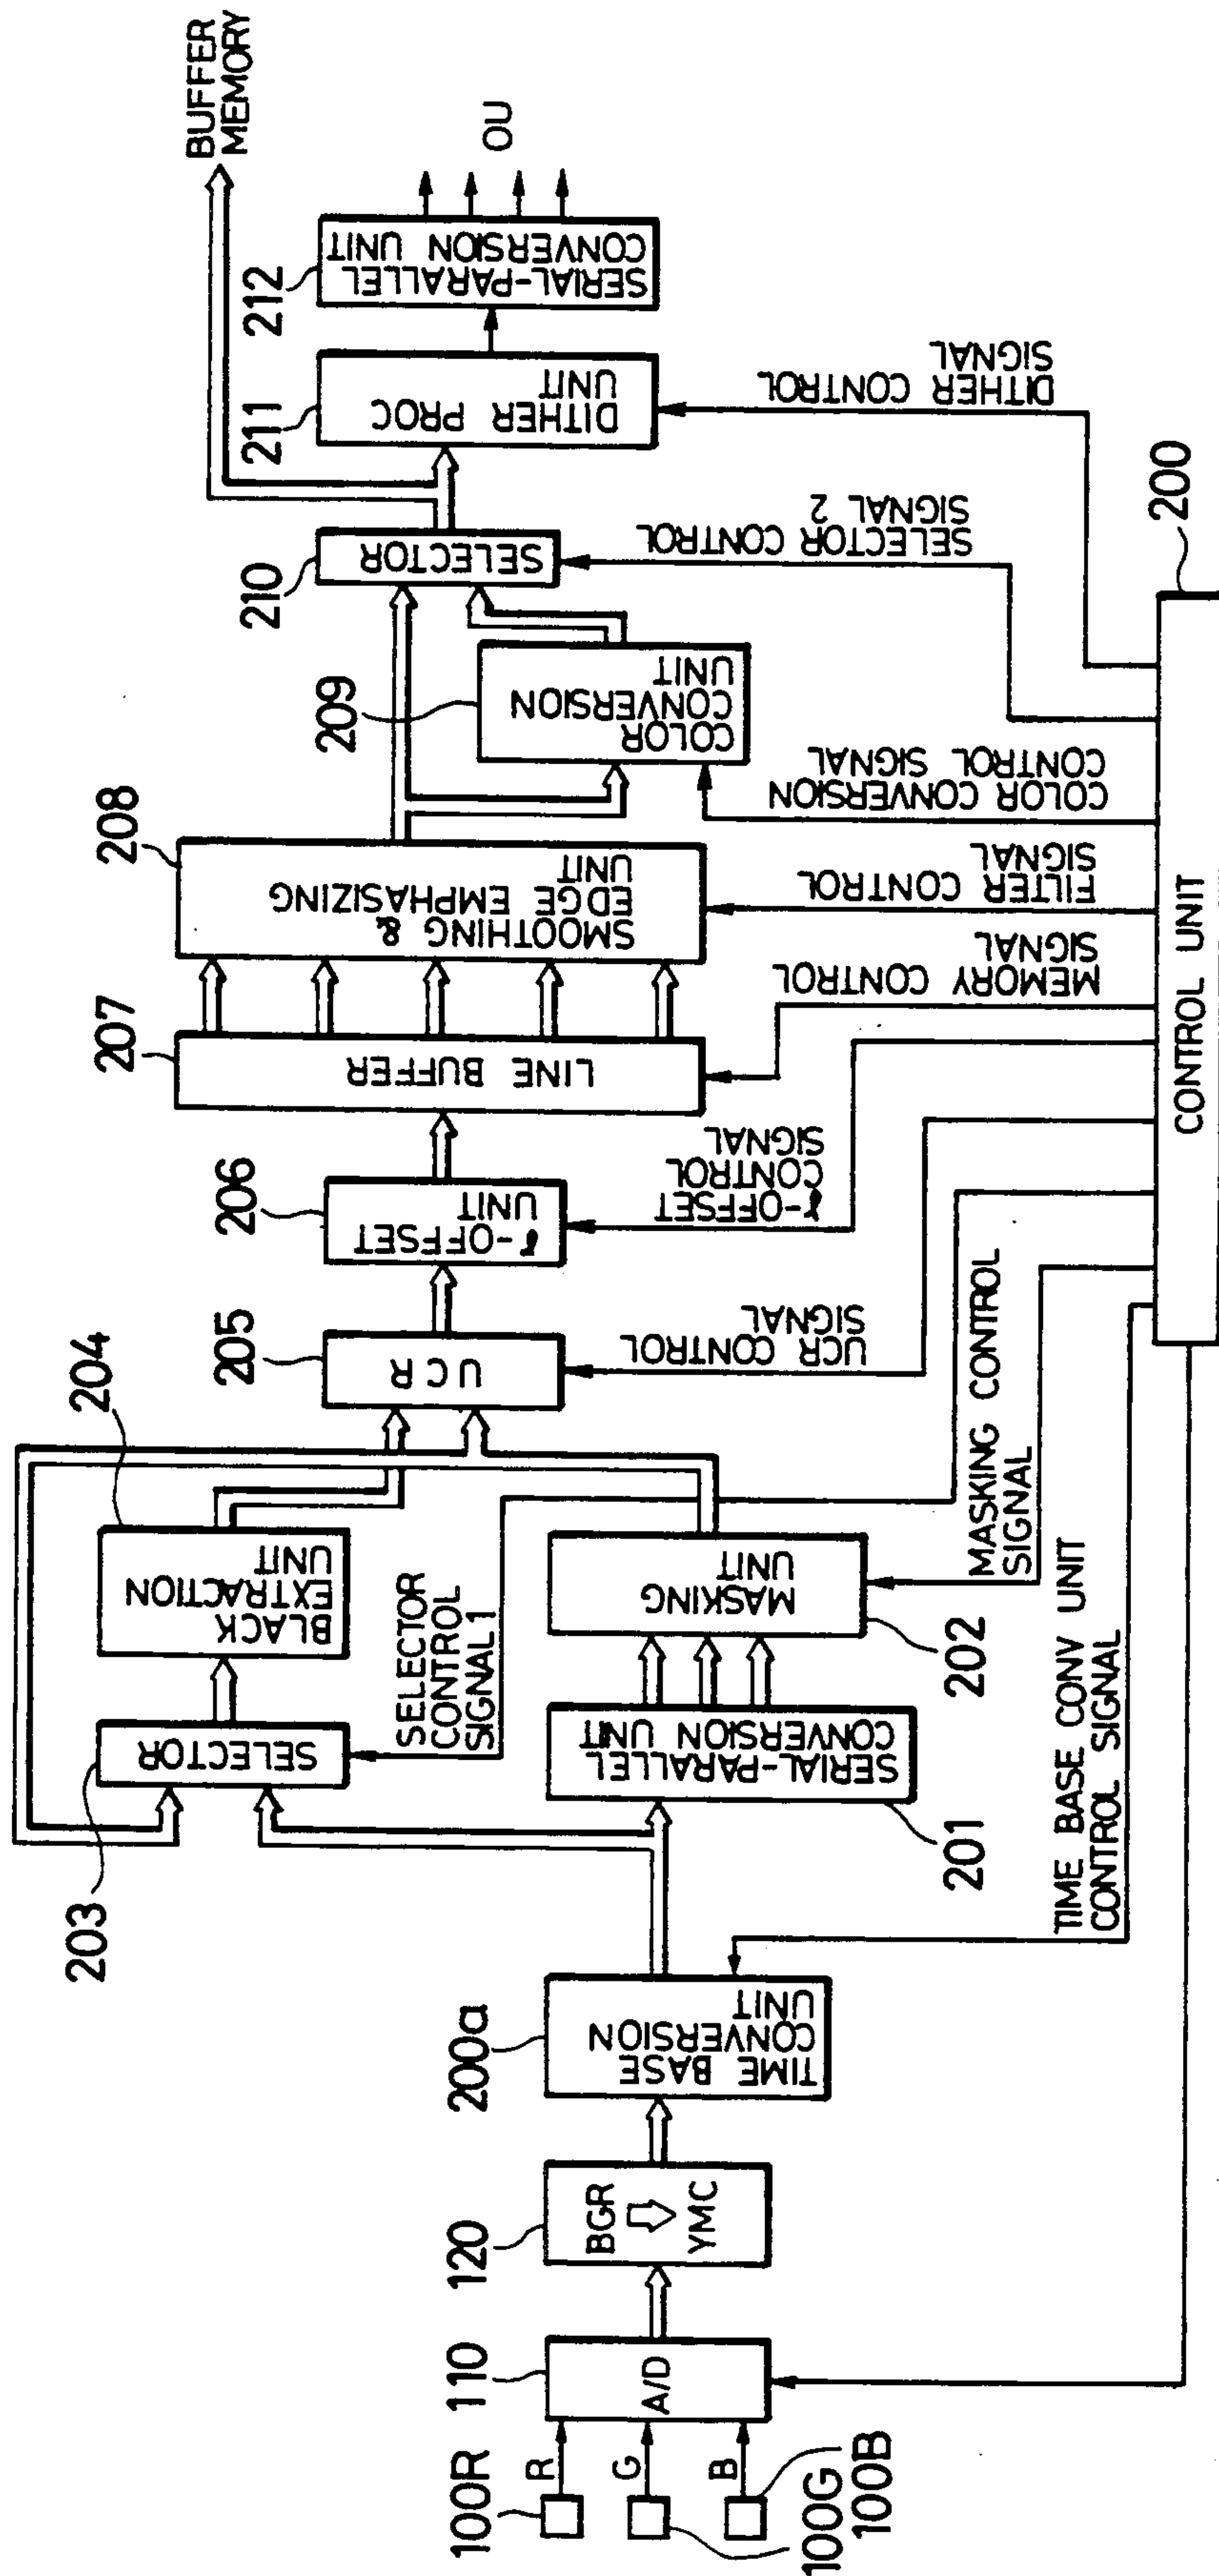 100R
100G
100B
R
G
B
110
A/D
120
BGR
YMC
200a
TIME BASE
CONVERSION
UNIT
203
SELECTOR
204
BLACK
EXTRACTION
UNIT
SELECTOR
CONTROL
SIGNAL 1
201
SERIAL-PARALLEL
CONVERSION UNIT
202
MASKING
UNIT
205
UCR
206
γ-OFFSET
UNIT
207
LINE BUFFER
208
SMOOTHING &
EDGE EMPHASIZING
UNIT
209
COLOR
CONVERSION
UNIT
210
SELECTOR
211
DITHER PROC
UNIT
212
SERIAL-PARALLEL
CONVERSION UNIT
OU
BUFFER
MEMORY
TIME BASE CONV UNIT
CONTROL SIGNAL
MASKING CONTROL
SIGNAL
UCR CONTROL
SIGNAL
γ-OFFSET
CONTROL
SIGNAL
MEMORY CONTROL
SIGNAL
FILTER CONTROL
SIGNAL
COLOR CONVERSION
CONTROL SIGNAL
SELECTOR CONTROL
SIGNAL 2
DITHER CONTROL
SIGNAL
200
CONTROL UNIT